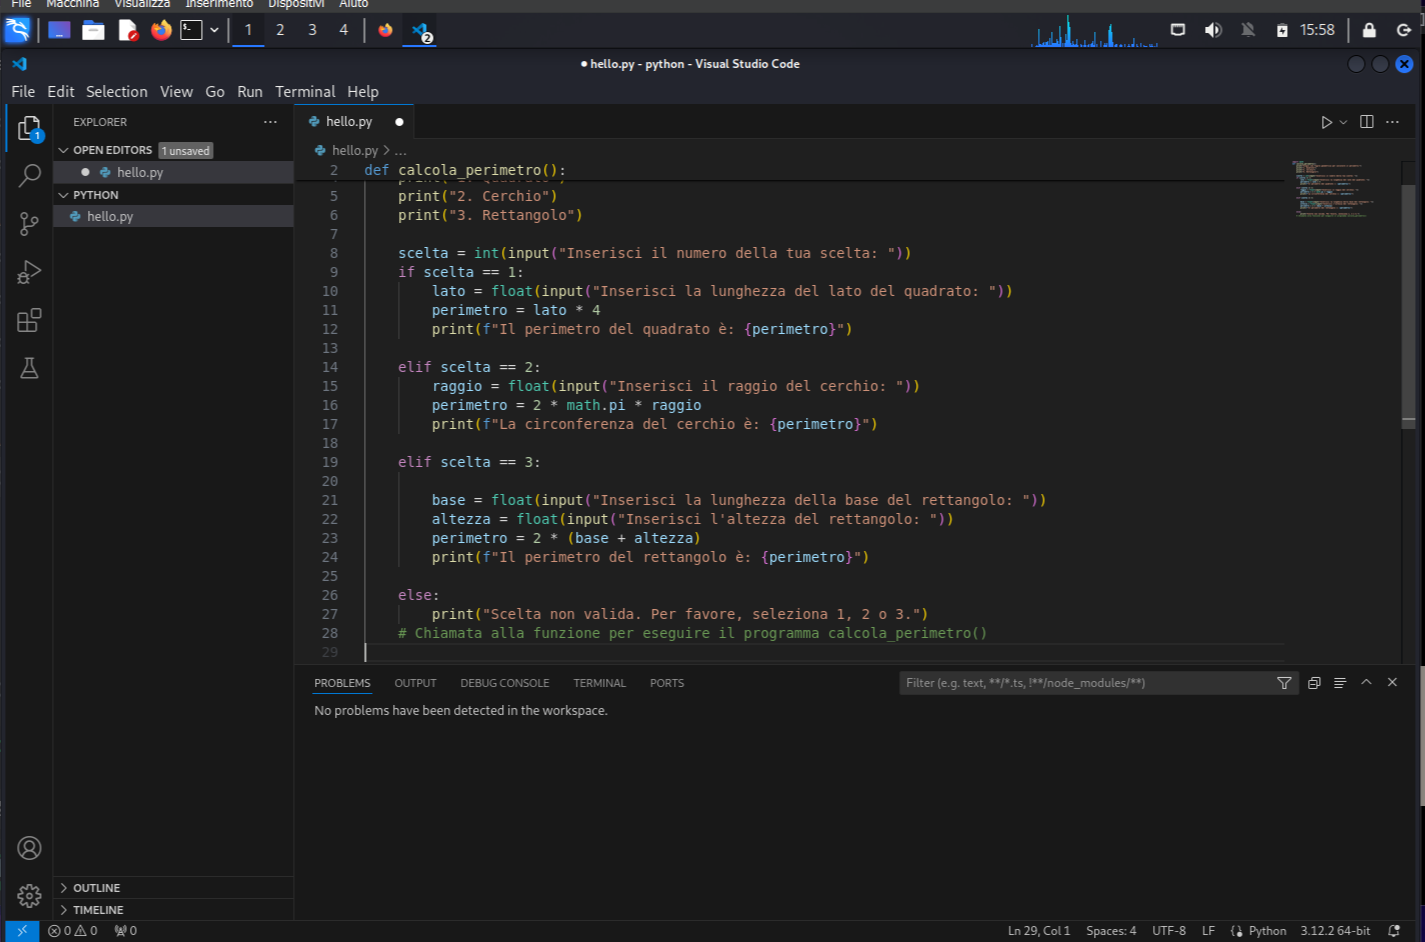 File Macchina Visualizza Inserimento Dispositivi Aiuto
1 2 3 4 2 15:58
hello.py - python - Visual Studio Code
File Edit Selection View Go Run Terminal Help
1
EXPLORER
OPEN EDITORS 1 unsaved
hello.py
PYTHON
hello.py
OUTLINE
TIMELINE
hello.py
hello.py > ...
2 def calcola_perimetro():
5 print("2. Cerchio")
6 print("3. Rettangolo")
7
8 scelta = int(input("Inserisci il numero della tua scelta: "))
9 if scelta == 1:
10 lato = float(input("Inserisci la lunghezza del lato del quadrato: "))
11 perimetro = lato * 4
12 print(f"Il perimetro del quadrato è: {perimetro}")
13
14 elif scelta == 2:
15 raggio = float(input("Inserisci il raggio del cerchio: "))
16 perimetro = 2 * math.pi * raggio
17 print(f"La circonferenza del cerchio è: {perimetro}")
18
19 elif scelta == 3:
20
21 base = float(input("Inserisci la lunghezza della base del rettangolo: "))
22 altezza = float(input("Inserisci l'altezza del rettangolo: "))
23 perimetro = 2 * (base + altezza)
24 print(f"Il perimetro del rettangolo è: {perimetro}")
25
26 else:
27 print("Scelta non valida. Per favore, seleziona 1, 2 o 3.")
28 # Chiamata alla funzione per eseguire il programma calcola_perimetro()
29
PROBLEMS OUTPUT DEBUG CONSOLE TERMINAL PORTS Filter (e.g. text, **/*.ts, !**/node_modules/**)
No problems have been detected in the workspace.
0 0 0 Ln 29, Col 1 Spaces: 4 UTF-8 LF Python 3.12.2 64-bit